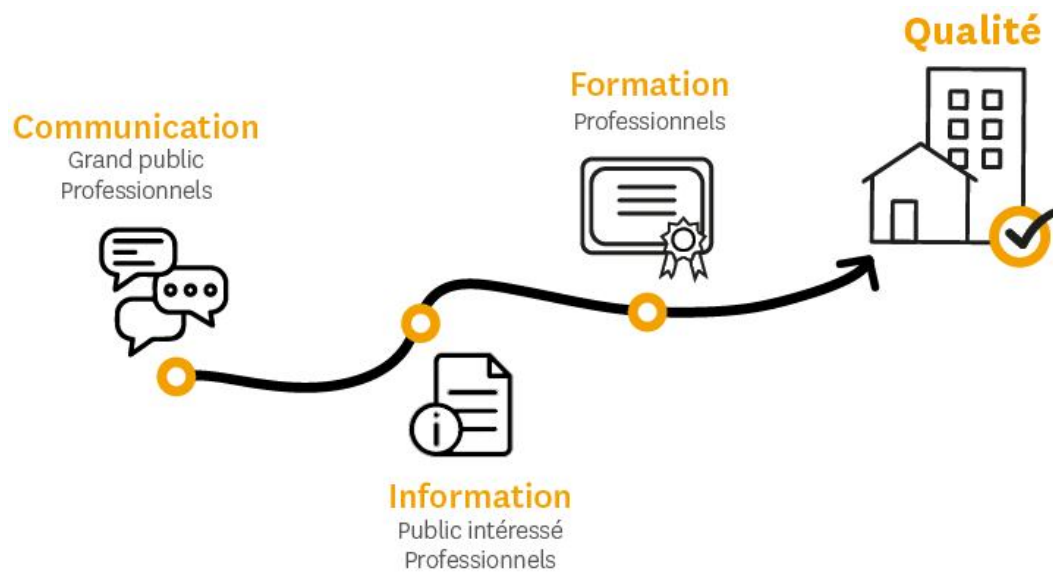 Communication
Grand public
Professionnels
Information
Public intéressé
Professionnels
Formation
Professionnels
Qualité